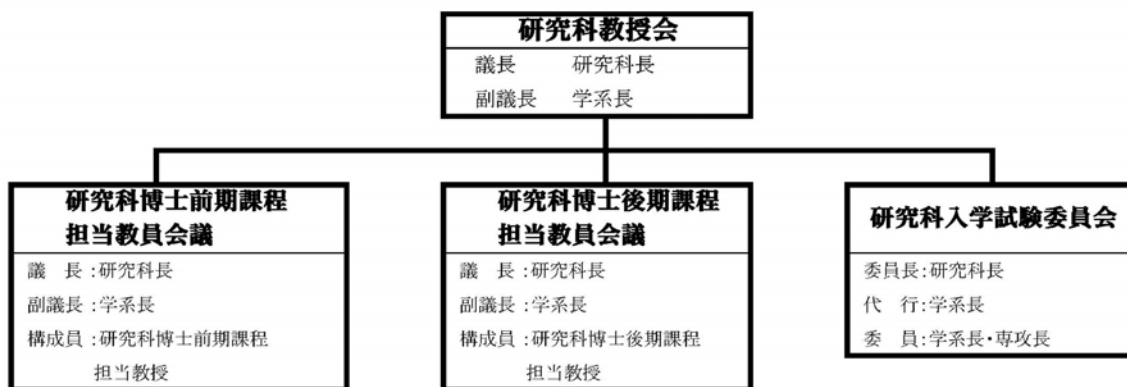 研究科教授会
議長 研究科長
副議長 学系長
研究科博士前期課程
担当教員会議
議 長:研究科長
副議長:学系長
構成員:研究科博士前期課程
担当教授
研究科博士後期課程
担当教員会議
議 長:研究科長
副議長:学系長
構成員:研究科博士後期課程
担当教授
研究科入学試験委員会
委員長:研究科長
代 行:学系長
委 員:学系長・専攻長